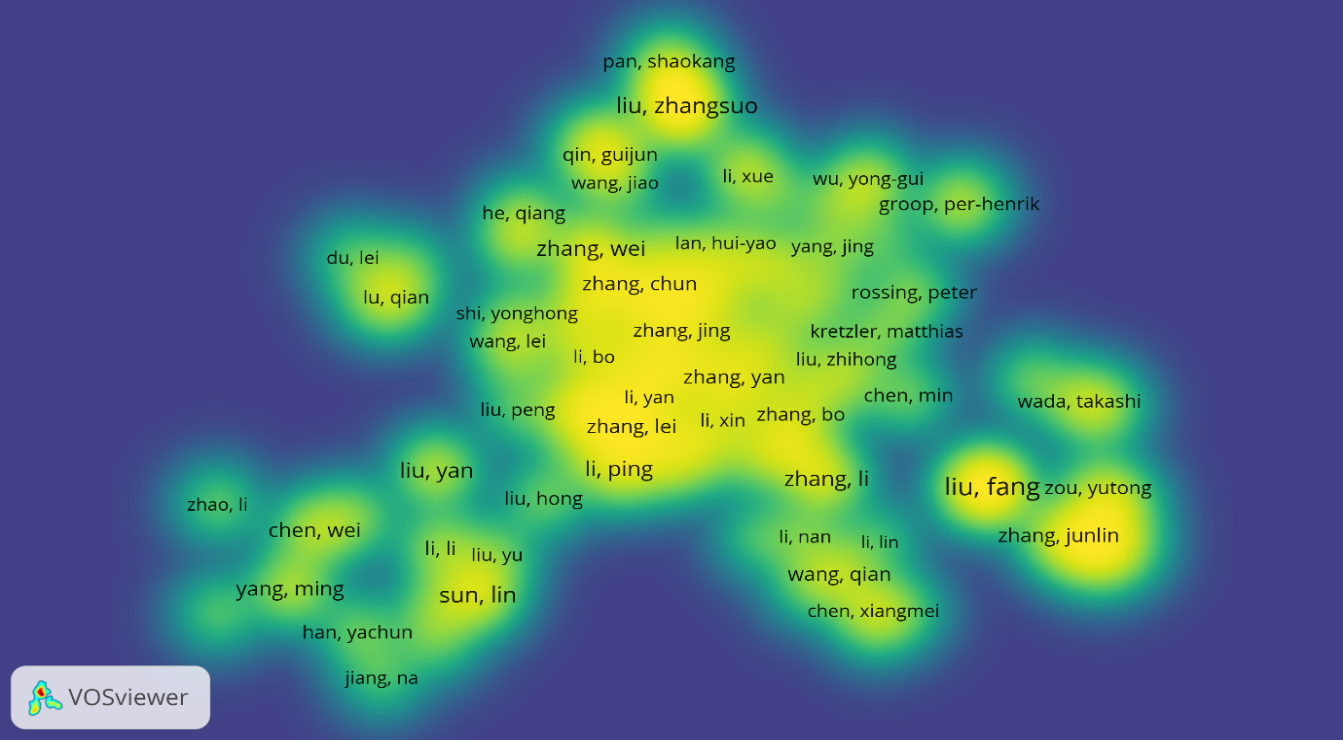 pan, shaokang
liu, zhangsuo
qin, guijun
wang, jiao
li, xue
wu, yong-gui
groop, per-henrik
he, qiang
zhang, wei
lan, hui-yao
yang, jing
du, lei
lu, qian
zhang, chun
rossing, peter
shi, yonghong
wang, lei
zhang, jing
kretzler, matthias
li, bo
liu, zhihong
zhang, yan
li, yan
chen, min
wada, takashi
liu, peng
zhang, lei
li, xin
zhang, bo
liu, yan
li, ping
zhang, li
liu, fang
zou, yutong
zhao, li
liu, hong
chen, wei
li, nan
li, lin
zhang, junlin
li, li
liu, yu
wang, qian
yang, ming
sun, lin
chen, xiangmei
han, yachun
jiang, na
VOSviewer